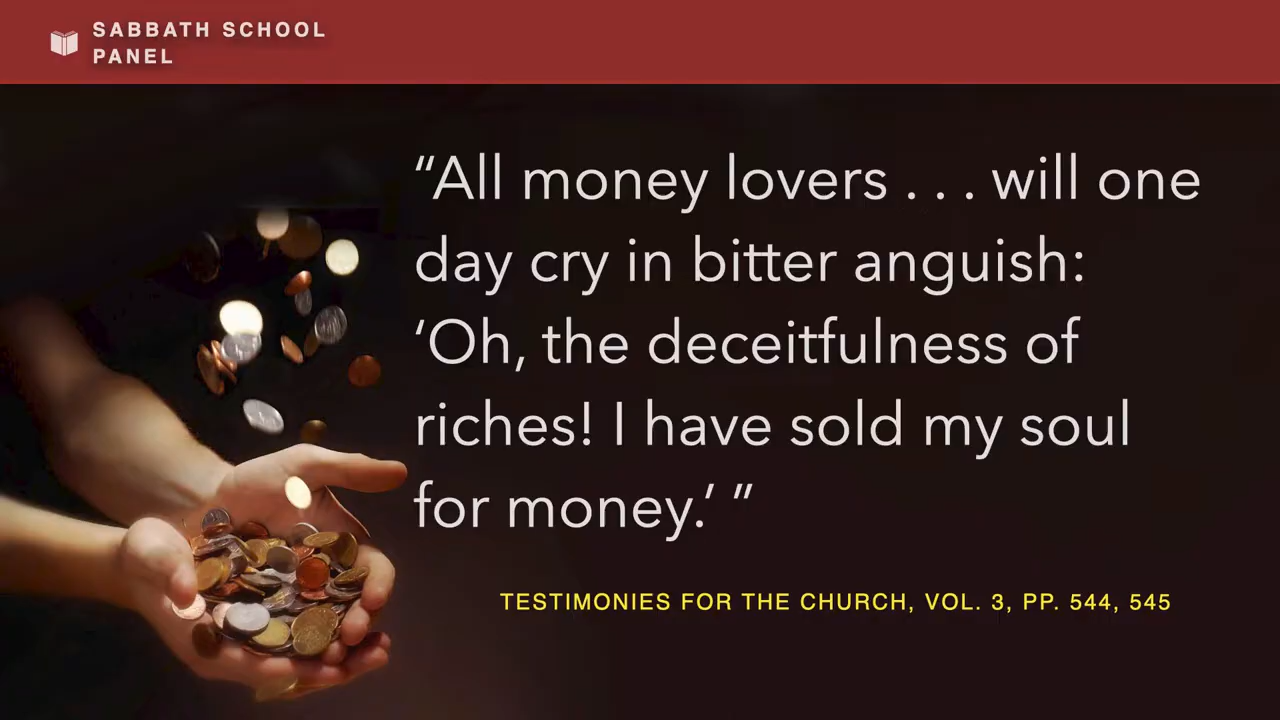 SABBATH SCHOOL
PANEL
“All money lovers . . . will one
day cry in bitter anguish:
‘Oh, the deceitfulness of
riches! I have sold my soul
for money.’ ”
TESTIMONIES FOR THE CHURCH, VOL. 3, PP. 544, 545